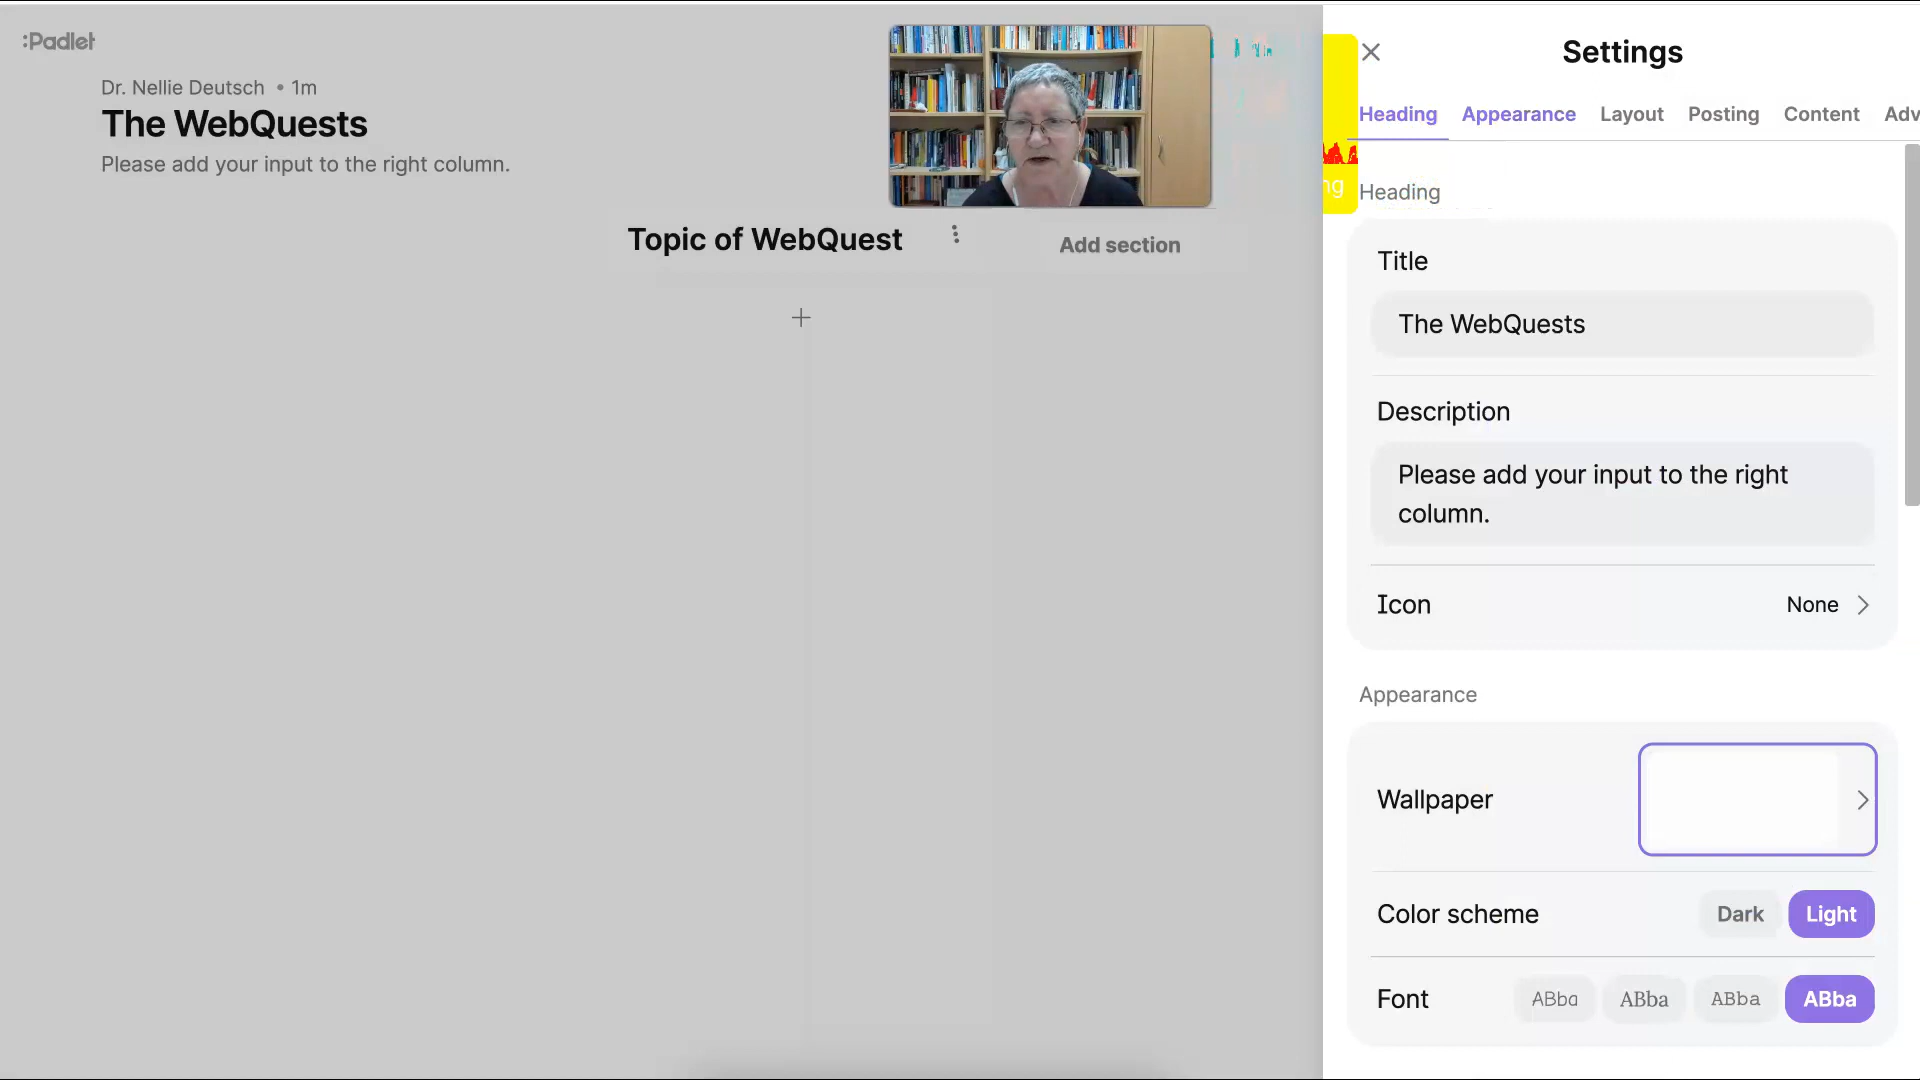 :Padlet
Dr. Nellie Deutsch • 1m
The WebQuests
Please add your input to the right column.
Topic of WebQuest
Add section
Settings
Heading Appearance Layout Posting Content Adv
ng
Heading
Title
The WebQuests
Description
Please add your input to the right
column.
Icon
None
Appearance
Wallpaper
Color scheme
Dark Light
Font
ABba ABba ABba ABba